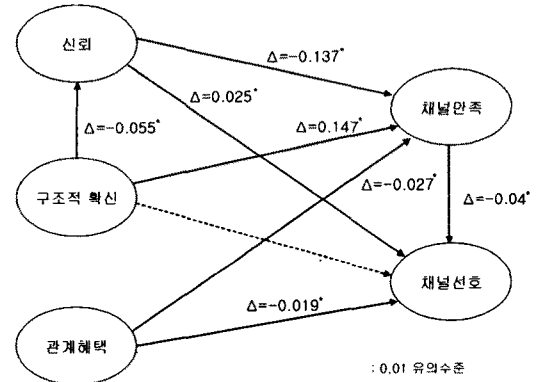 신뢰
Δ=-0.137*
Δ=0.025*
채널만족
Δ=-0.055*
Δ=0.147*
구조적 확신
Δ=-0.027*
Δ=-0.04*
채널선호
Δ=-0.019*
관계혜택
: 0.01 유의수준